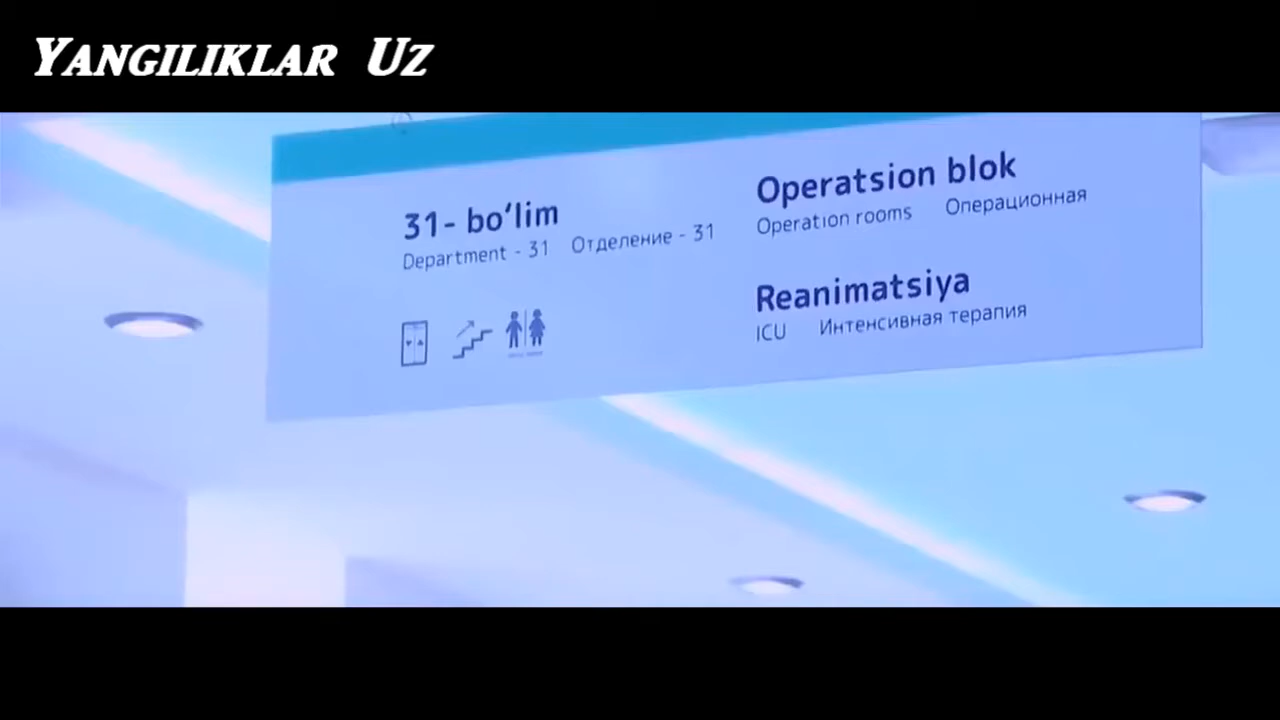 Yangiliklar Uz
31- bo‘lim
Department - 31 Отделение - 31
Operatsion blok
Operation rooms Операционная
Reanimatsiya
ICU Интенсивная терапия